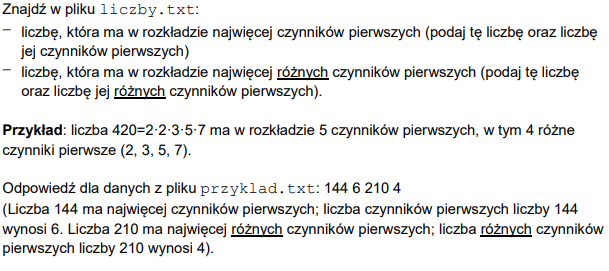 Znajdź w pliku liczby.txt:
− liczbę, która ma w rozkładzie najwięcej czynników pierwszych (podaj tę liczbę oraz liczbę
jej czynników pierwszych)
− liczbę, która ma w rozkładzie najwięcej różnych czynników pierwszych (podaj tę liczbę
oraz liczbę jej różnych czynników pierwszych).
Przykład: liczba 420=2·2·3·5·7 ma w rozkładzie 5 czynników pierwszych, w tym 4 różne
czynniki pierwsze (2, 3, 5, 7).
Odpowiedź dla danych z pliku przyklad.txt: 144 6 210 4
(Liczba 144 ma najwięcej czynników pierwszych; liczba czynników pierwszych liczby 144
wynosi 6. Liczba 210 ma najwięcej różnych czynników pierwszych; liczba różnych czynników
pierwszych liczby 210 wynosi 4).